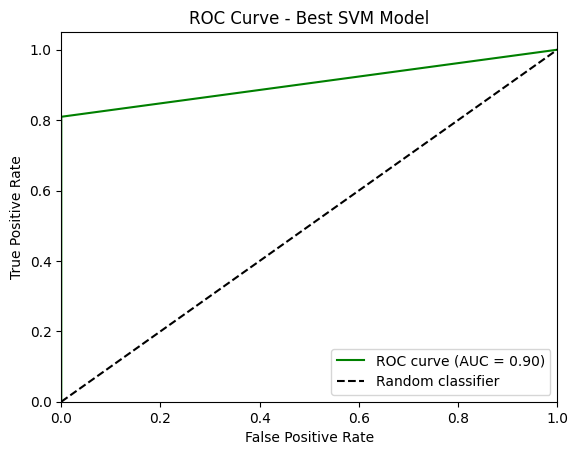 ROC Curve - Best SVM Model
True Positive Rate
1.0
0.8
0.6
0.4
0.2
0.0
ROC curve (AUC = 0.90)
Random classifier
0.0 0.2 0.4 0.6 0.8 1.0
False Positive Rate